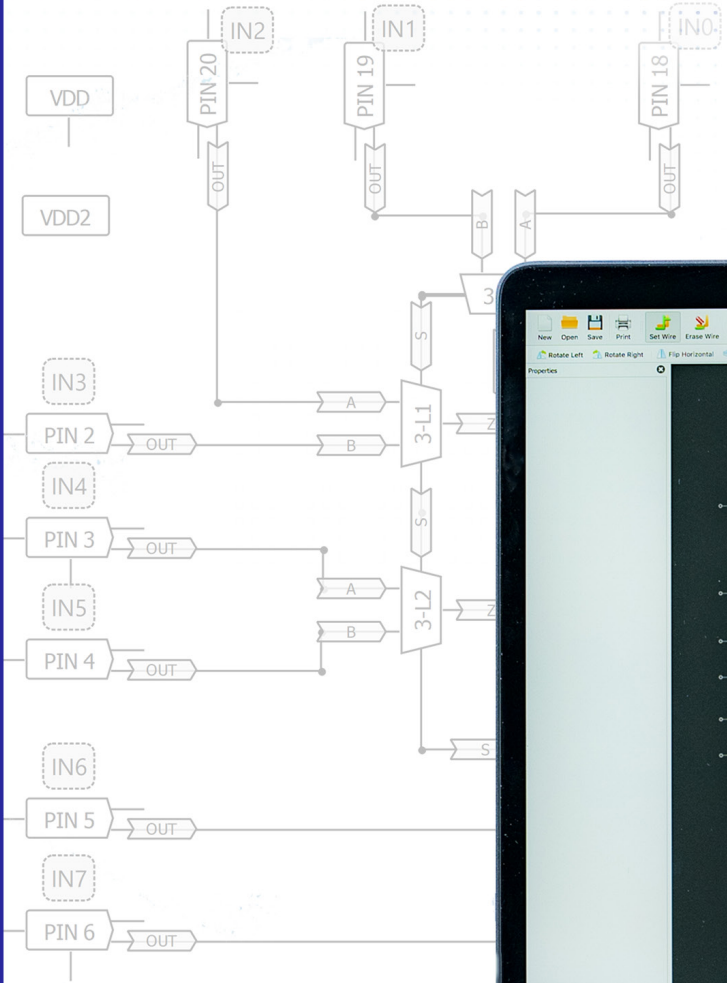 IN2
IN1
IN0
PIN 20
PIN 19
PIN 18
VDD
OUT
OUT
OUT
VDD2
B
A
3
S
New
Open
Save
Print
Set Wire
Erase Wire
Rotate Left
Rotate Right
Flip Horizontal
Properties
IN3
A
3-L1
Z
PIN 2
OUT
B
IN4
S
PIN 3
OUT
A
3-L2
Z
IN5
B
PIN 4
OUT
S
IN6
PIN 5
OUT
IN7
PIN 6
OUT